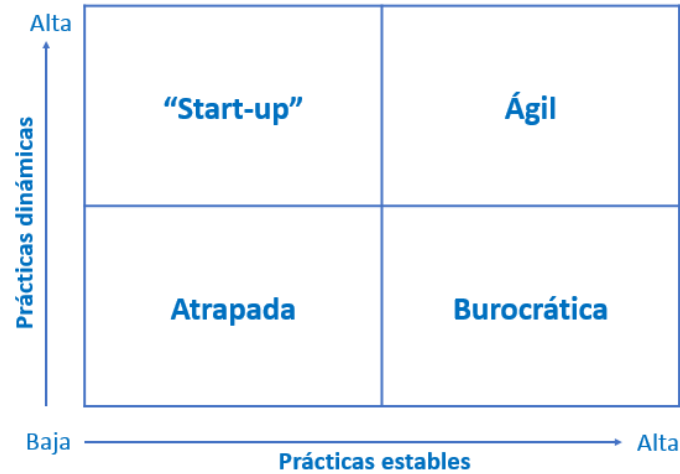 Alta
“Start-up”
Ágil
Prácticas dinámicas
Atrapada
Burocrática
Baja
Alta
Prácticas estables